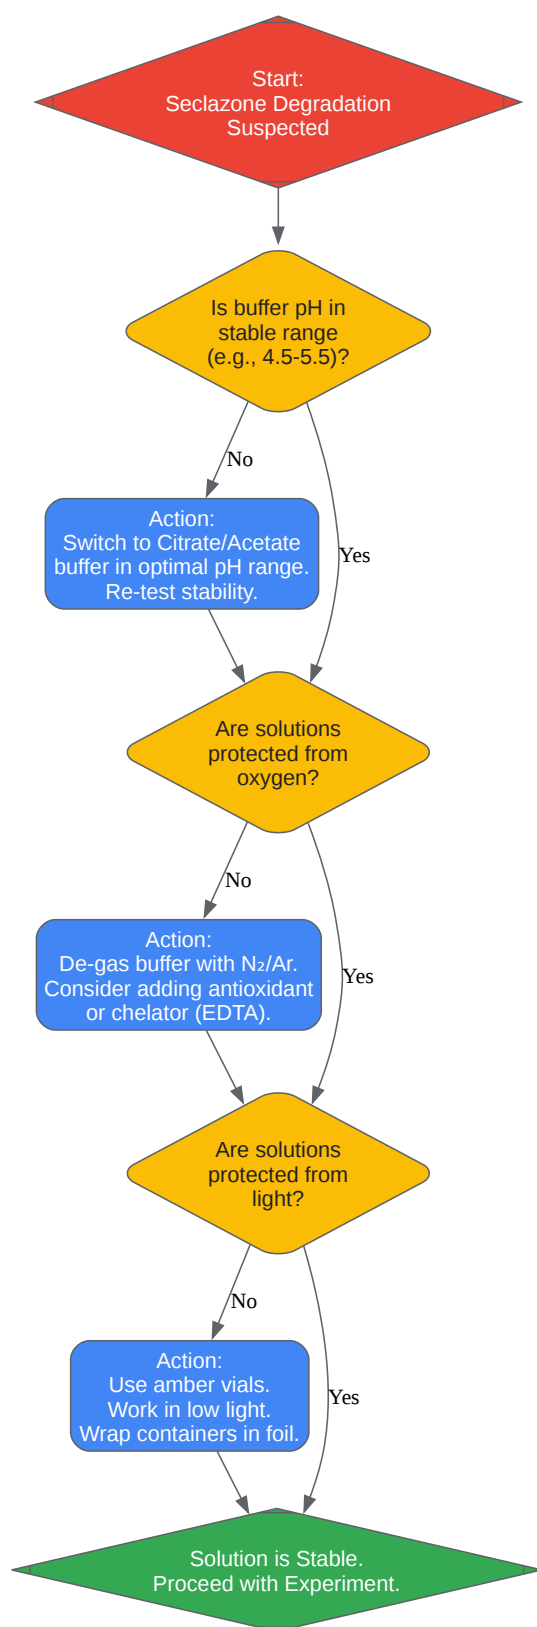 Start:
Seclazone Degradation
Suspected
Is buffer pH in
stable range
(e.g., 4.5-5.5)?
No
Action:
Switch to Citrate/Acetate
buffer in optimal pH range.
Re-test stability.
Yes
Are solutions
protected from
oxygen?
No
Action:
De-gas buffer with N₂/Ar.
Consider adding antioxidant
or chelator (EDTA).
Yes
Are solutions
protected from
light?
No
Action:
Use amber vials.
Work in low light.
Wrap containers in foil.
Yes
Solution is Stable.
Proceed with Experiment.